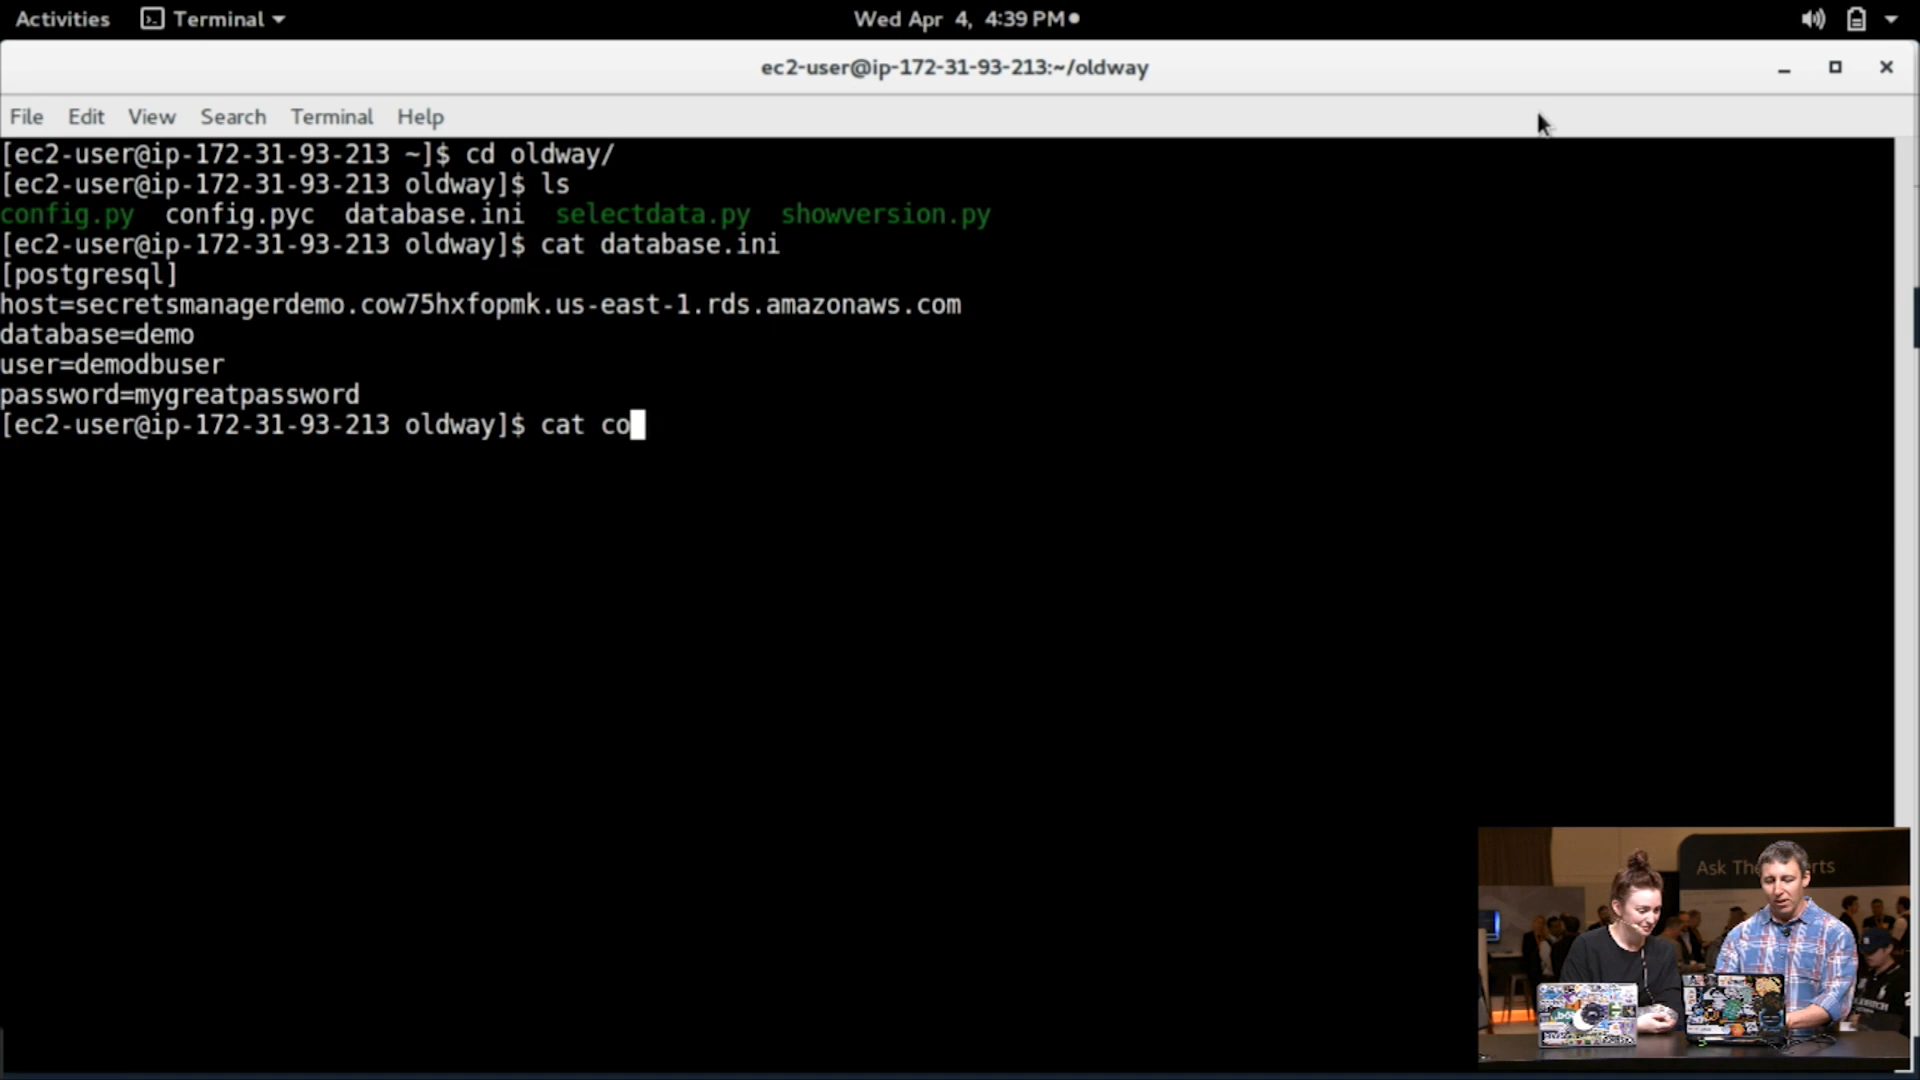 Activities Terminal Wed Apr 4, 4:39 PM
ec2-user@ip-172-31-93-213:~/oldway
File Edit View Search Terminal Help
[ec2-user@ip-172-31-93-213 ~]$ cd oldway/
[ec2-user@ip-172-31-93-213 oldway]$ ls
config.py config.pyc database.ini selectdata.py showversion.py
[ec2-user@ip-172-31-93-213 oldway]$ cat database.ini
[postgresql]
host=secretsmanagerdemo.cow75hxfopmk.us-east-1.rds.amazonaws.com
database=demo
user=demodbuser
password=mygreatpassword
[ec2-user@ip-172-31-93-213 oldway]$ cat co
Ask The erts